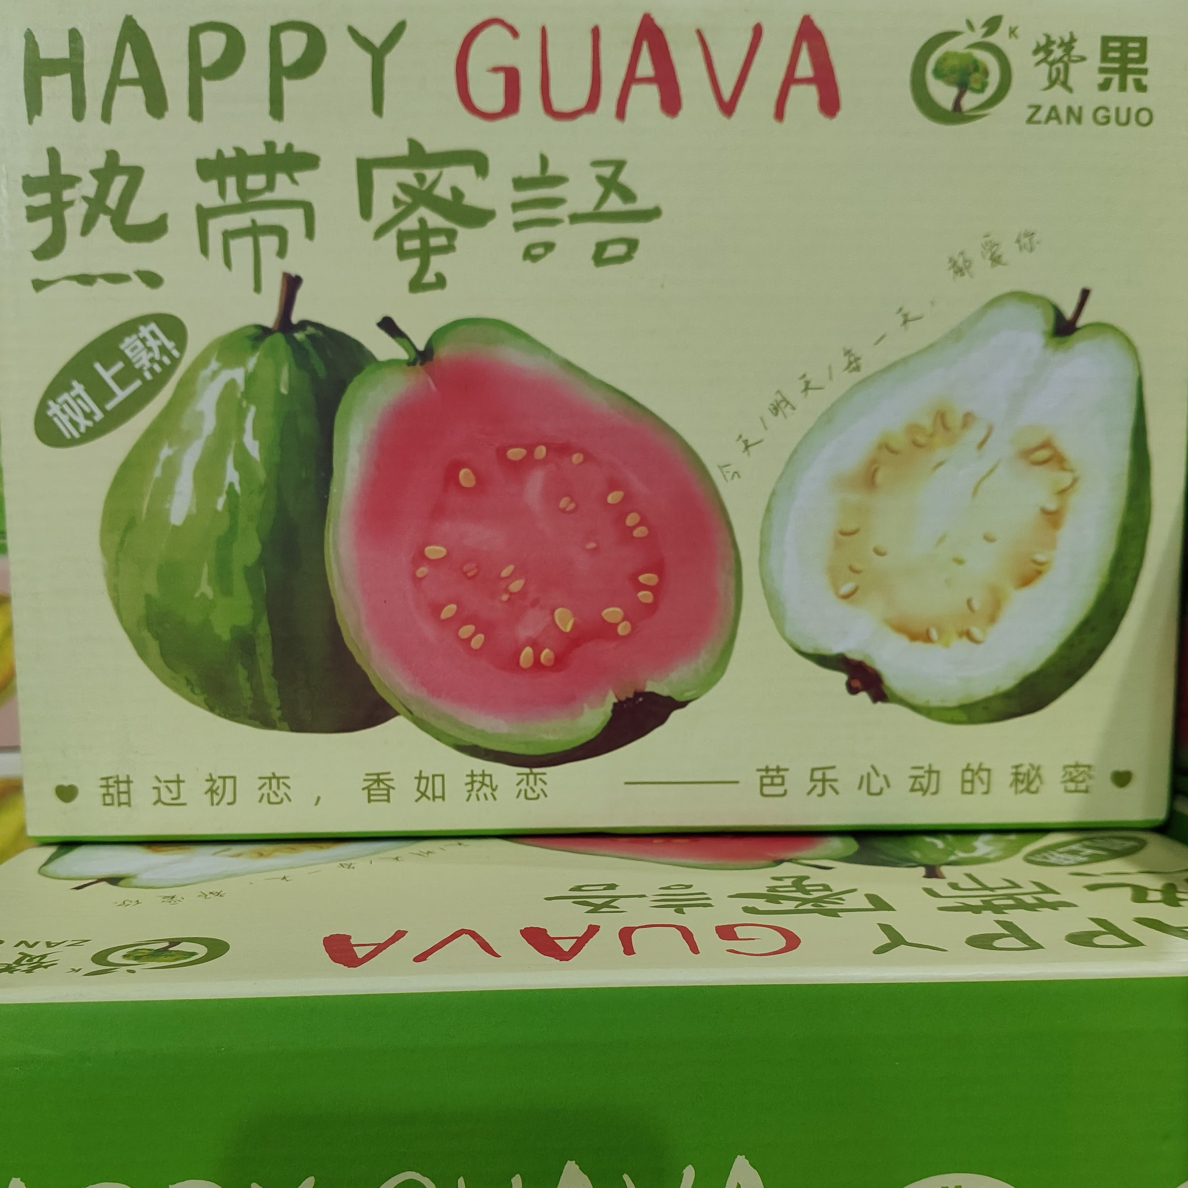 HAPPY GUAVA
K
赞果
ZAN GUO
热带蜜語
树上熟
今天/明天/每一天,都爱你
甜过初恋,香如热恋 ——芭乐心动的秘密
GUAVA
HAPPY GUAVA